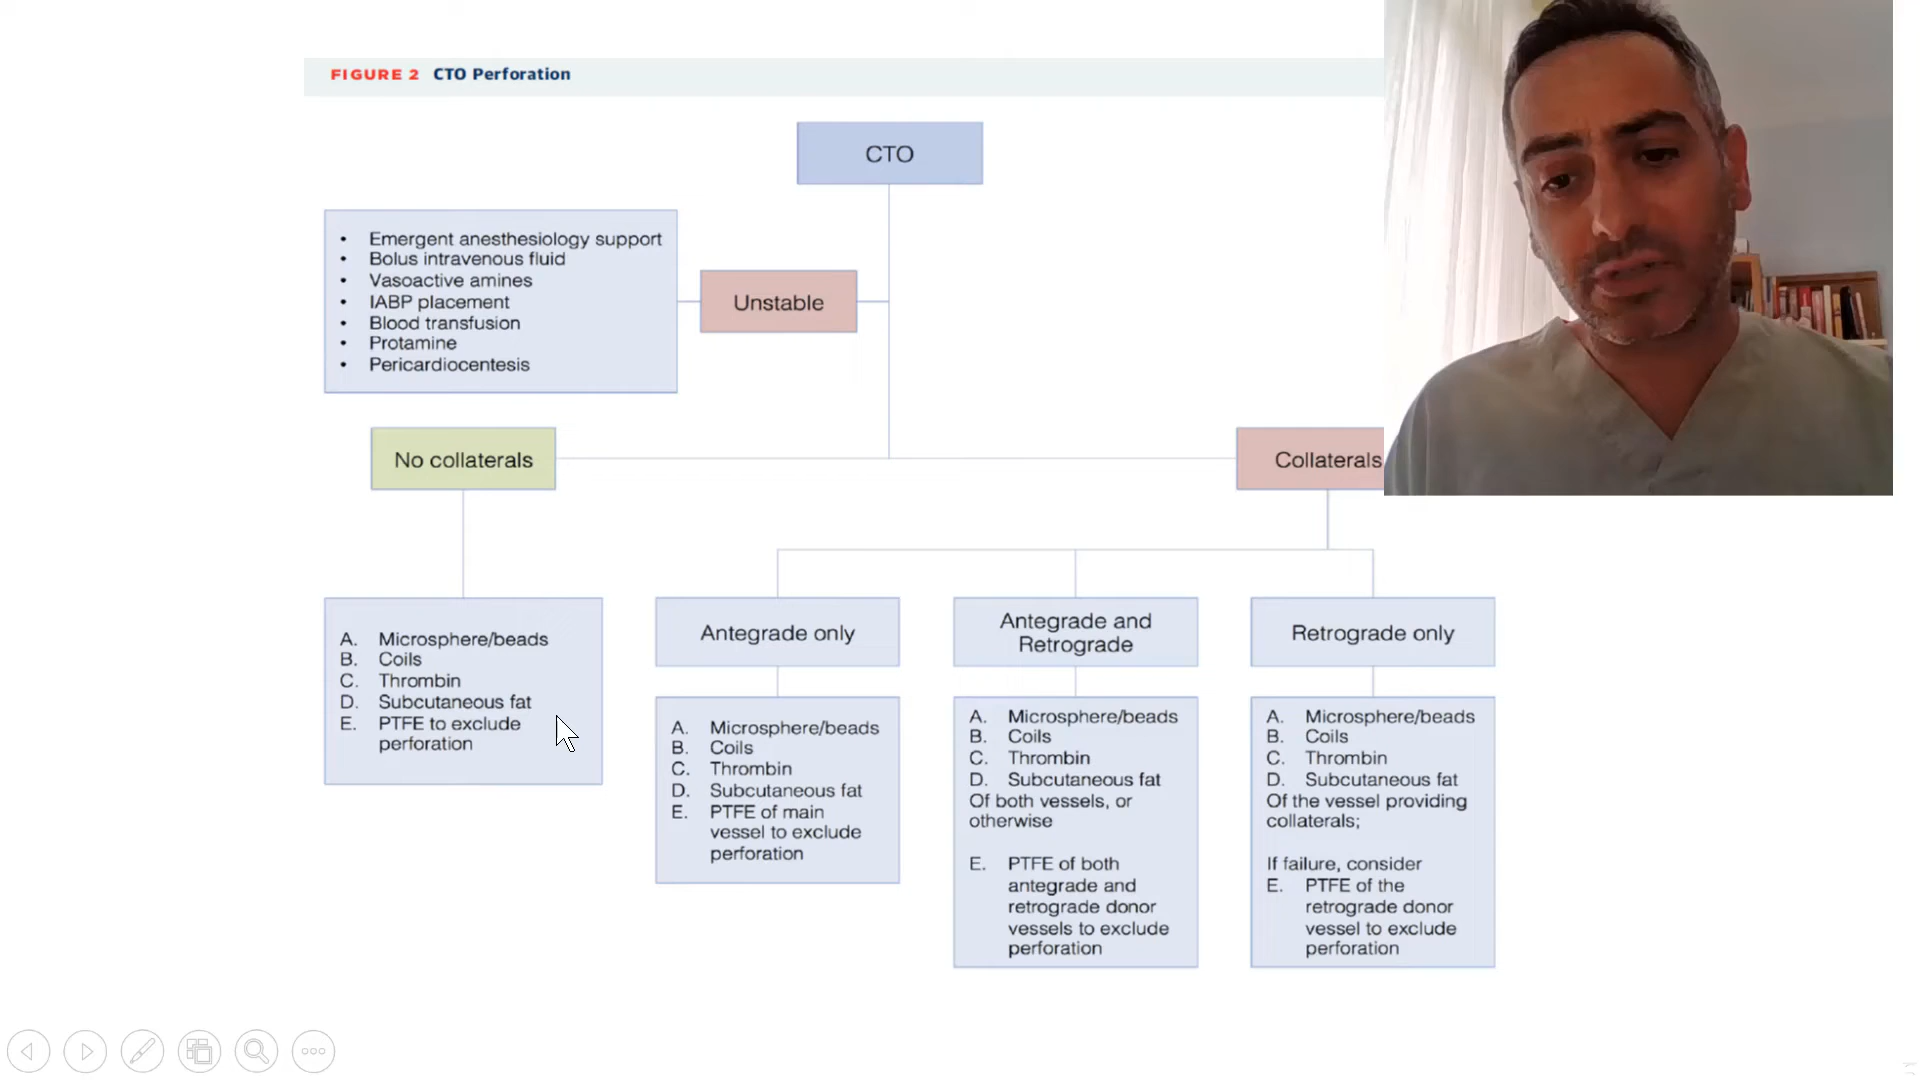 FIGURE 2 CTO Perforation
CTO
• Emergent anesthesiology support
• Bolus intravenous fluid
• Vasoactive amines
• IABP placement
• Blood transfusion
• Protamine
• Pericardiocentesis
Unstable
No collaterals
Collaterals
A. Microsphere/beads
B. Coils
C. Thrombin
D. Subcutaneous fat
E. PTFE to exclude
perforation
Antegrade only
A. Microsphere/beads
B. Coils
C. Thrombin
D. Subcutaneous fat
E. PTFE of main
vessel to exclude
perforation
Antegrade and
Retrograde
A. Microsphere/beads
B. Coils
C. Thrombin
D. Subcutaneous fat
Of both vessels, or
otherwise
E. PTFE of both
antegrade and
retrograde donor
vessels to exclude
perforation
Retrograde only
A. Microsphere/beads
B. Coils
C. Thrombin
D. Subcutaneous fat
Of the vessel providing
collaterals;
If failure, consider
E. PTFE of the
retrograde donor
vessel to exclude
perforation